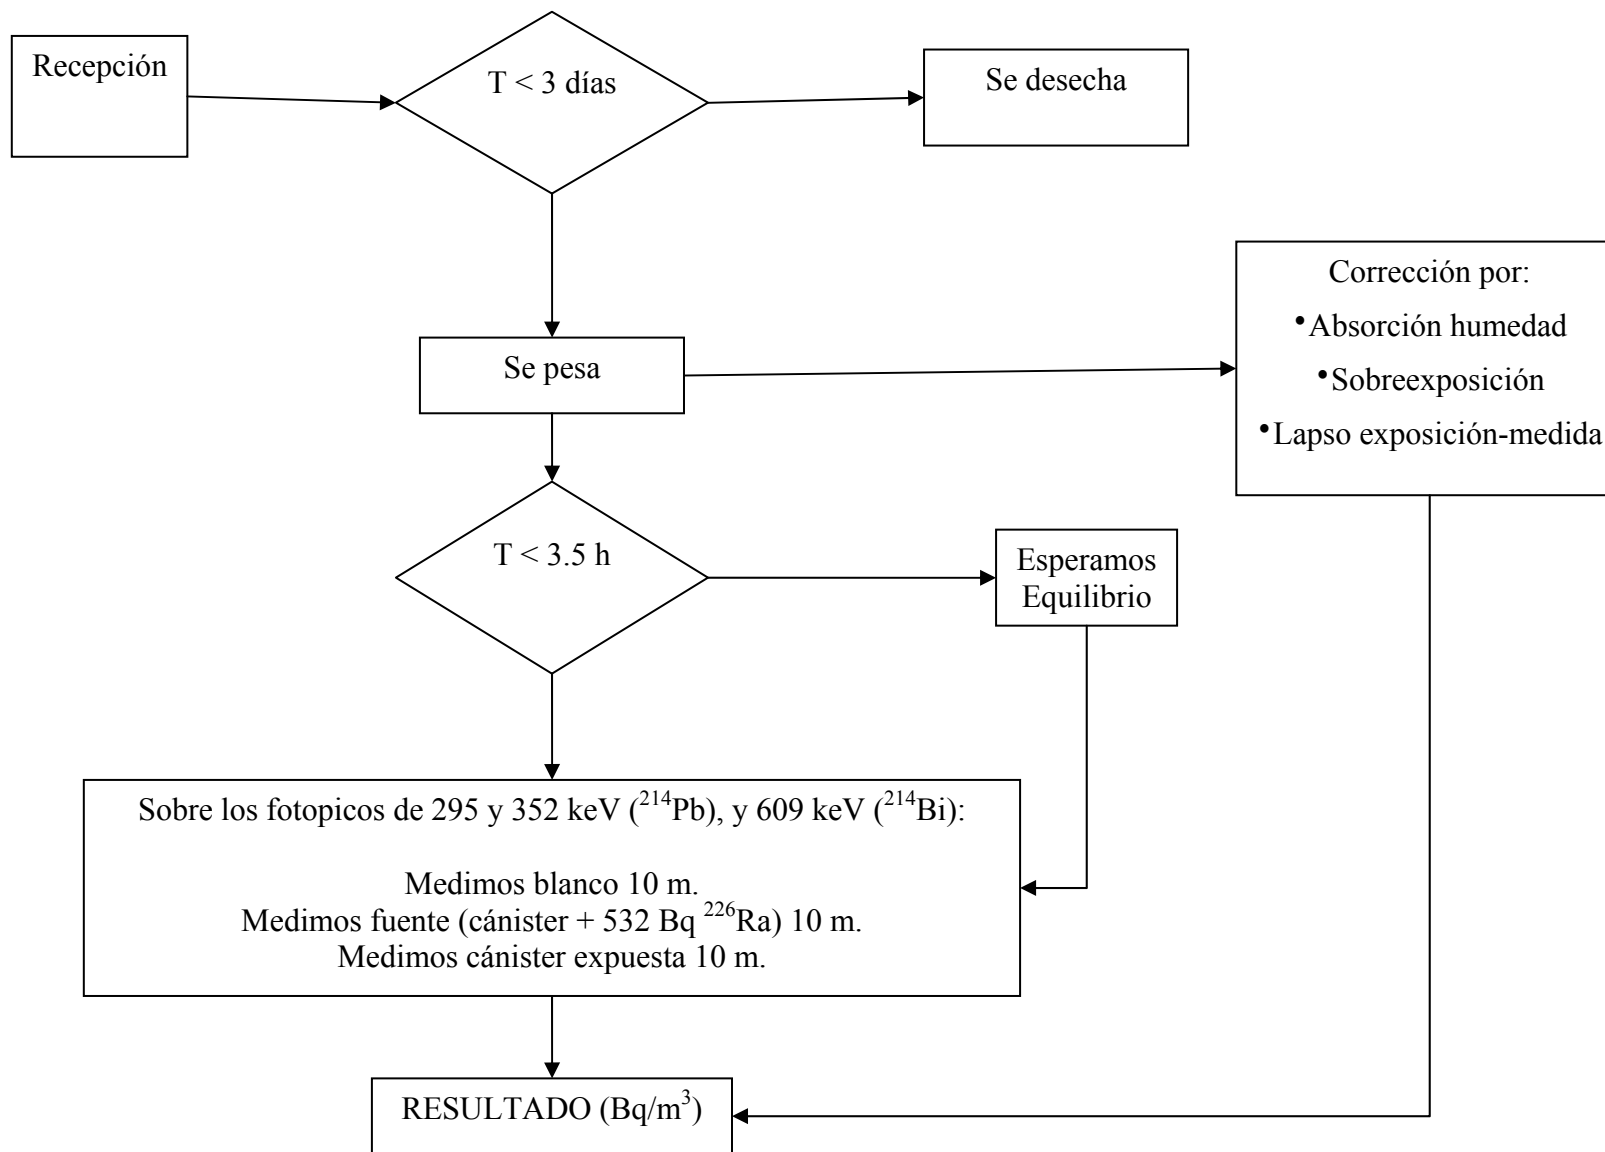 Recepción
T < 3 días
Se desecha
Se pesa
Corrección por:
•Absorción humedad
•Sobreexposición
•Lapso exposición-medida
T < 3.5 h
Esperamos
Equilibrio
Sobre los fotopicos de 295 y 352 keV (²¹⁴Pb), y 609 keV (²¹⁴Bi):
Medimos blanco 10 m.
Medimos fuente (cánister + 532 Bq ²²⁶Ra) 10 m.
Medimos cánister expuesta 10 m.
RESULTADO (Bq/m³)